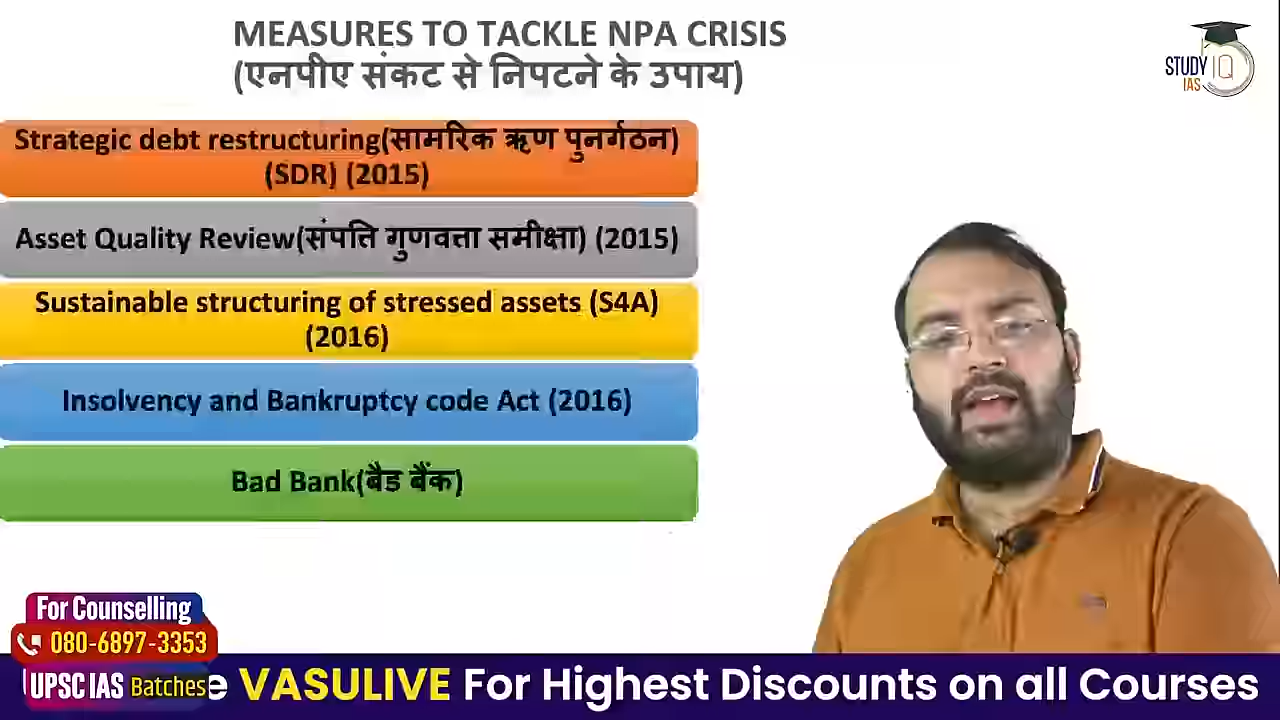 MEASURES TO TACKLE NPA CRISIS
(एनपीए संकट से निपटने के उपाय)
STUDY IQ
IAS
Strategic debt restructuring(सामरिक ऋण पुनर्गठन)
(SDR) (2015)
Asset Quality Review(संपत्ति गुणवत्ता समीक्षा) (2015)
Sustainable structuring of stressed assets (S4A)
(2016)
Insolvency and Bankruptcy code Act (2016)
Bad Bank(बैड बैंक)
For Counselling
080-6897-3353
UPSC IAS Batches
e VASULIVE For Highest Discounts on all Courses